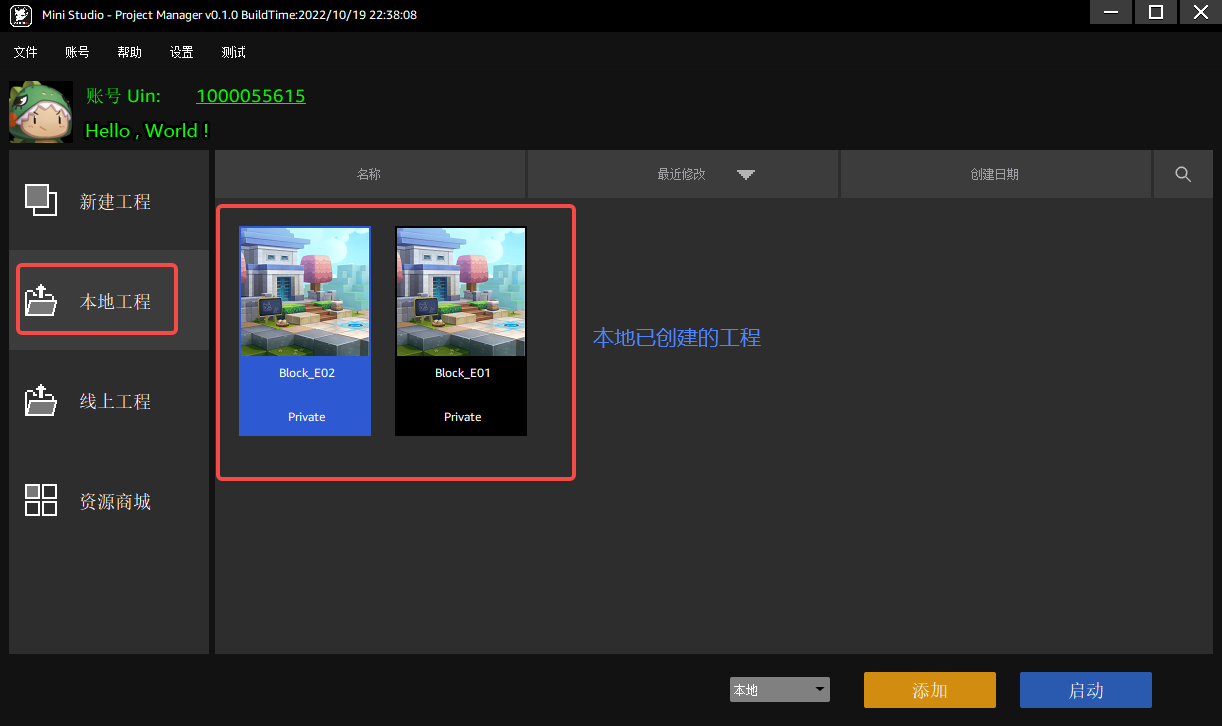 Mini Studio - Project Manager v0.1.0 BuildTime:2022/10/19 22:38:08
文件 账号 帮助 设置 测试
账号 Uin: 1000055615
Hello , World !
名称 最近修改 创建日期
新建工程
本地工程
线上工程
资源商城
Block_E02 Block_E01
Private Private
本地已创建的工程
本地 添加 启动